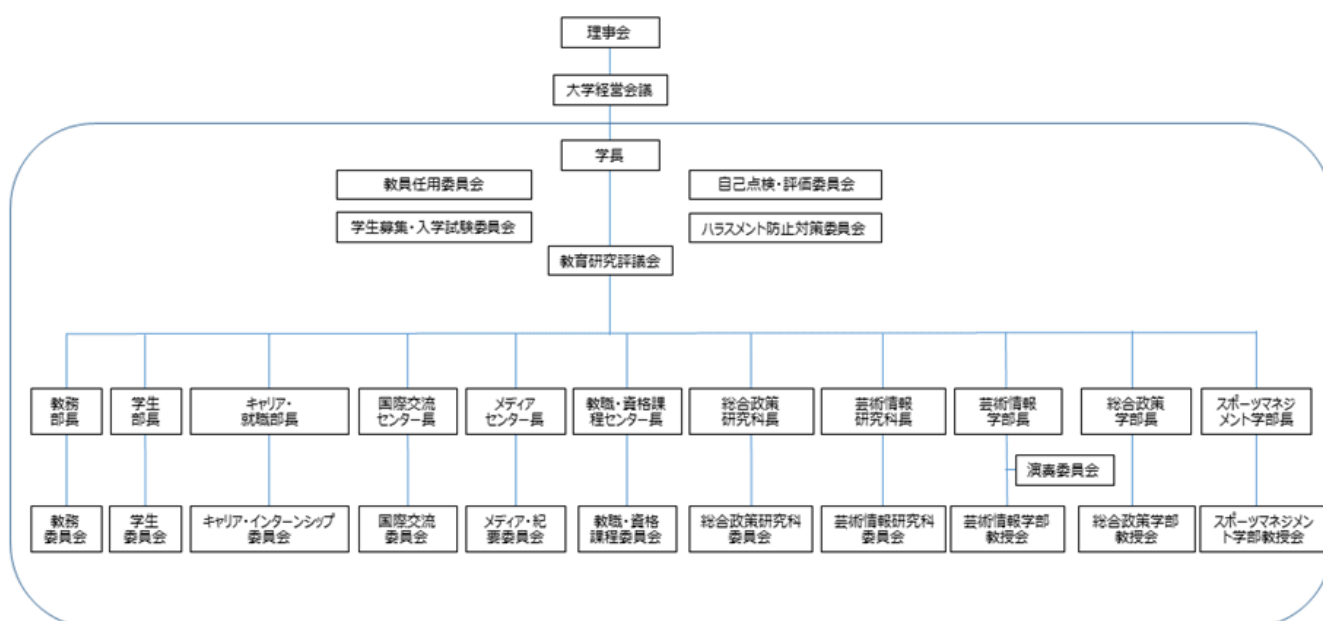 理事会
大学経営会議
学長
教員任用委員会
自己点検・評価委員会
学生募集・入学試験委員会
ハラスメント防止対策委員会
教育研究評議会
教務
部長
学生
部長
キャリア・
就職部長
国際交流
センター長
メディア
センター長
教職・資格課
程センター長
総合政策
研究科長
芸術情報
研究科長
芸術情報
学部長
総合政策
学部長
スポーツマネジ
メント学部長
演奏委員会
教務
委員会
学生
委員会
キャリア・インターンシップ
委員会
国際交流
委員会
メディア・紀
要委員会
教職・資格
課程委員会
総合政策研究科
委員会
芸術情報研究科
委員会
芸術情報学部
教授会
総合政策学部
教授会
スポーツマネジメン
ト学部教授会